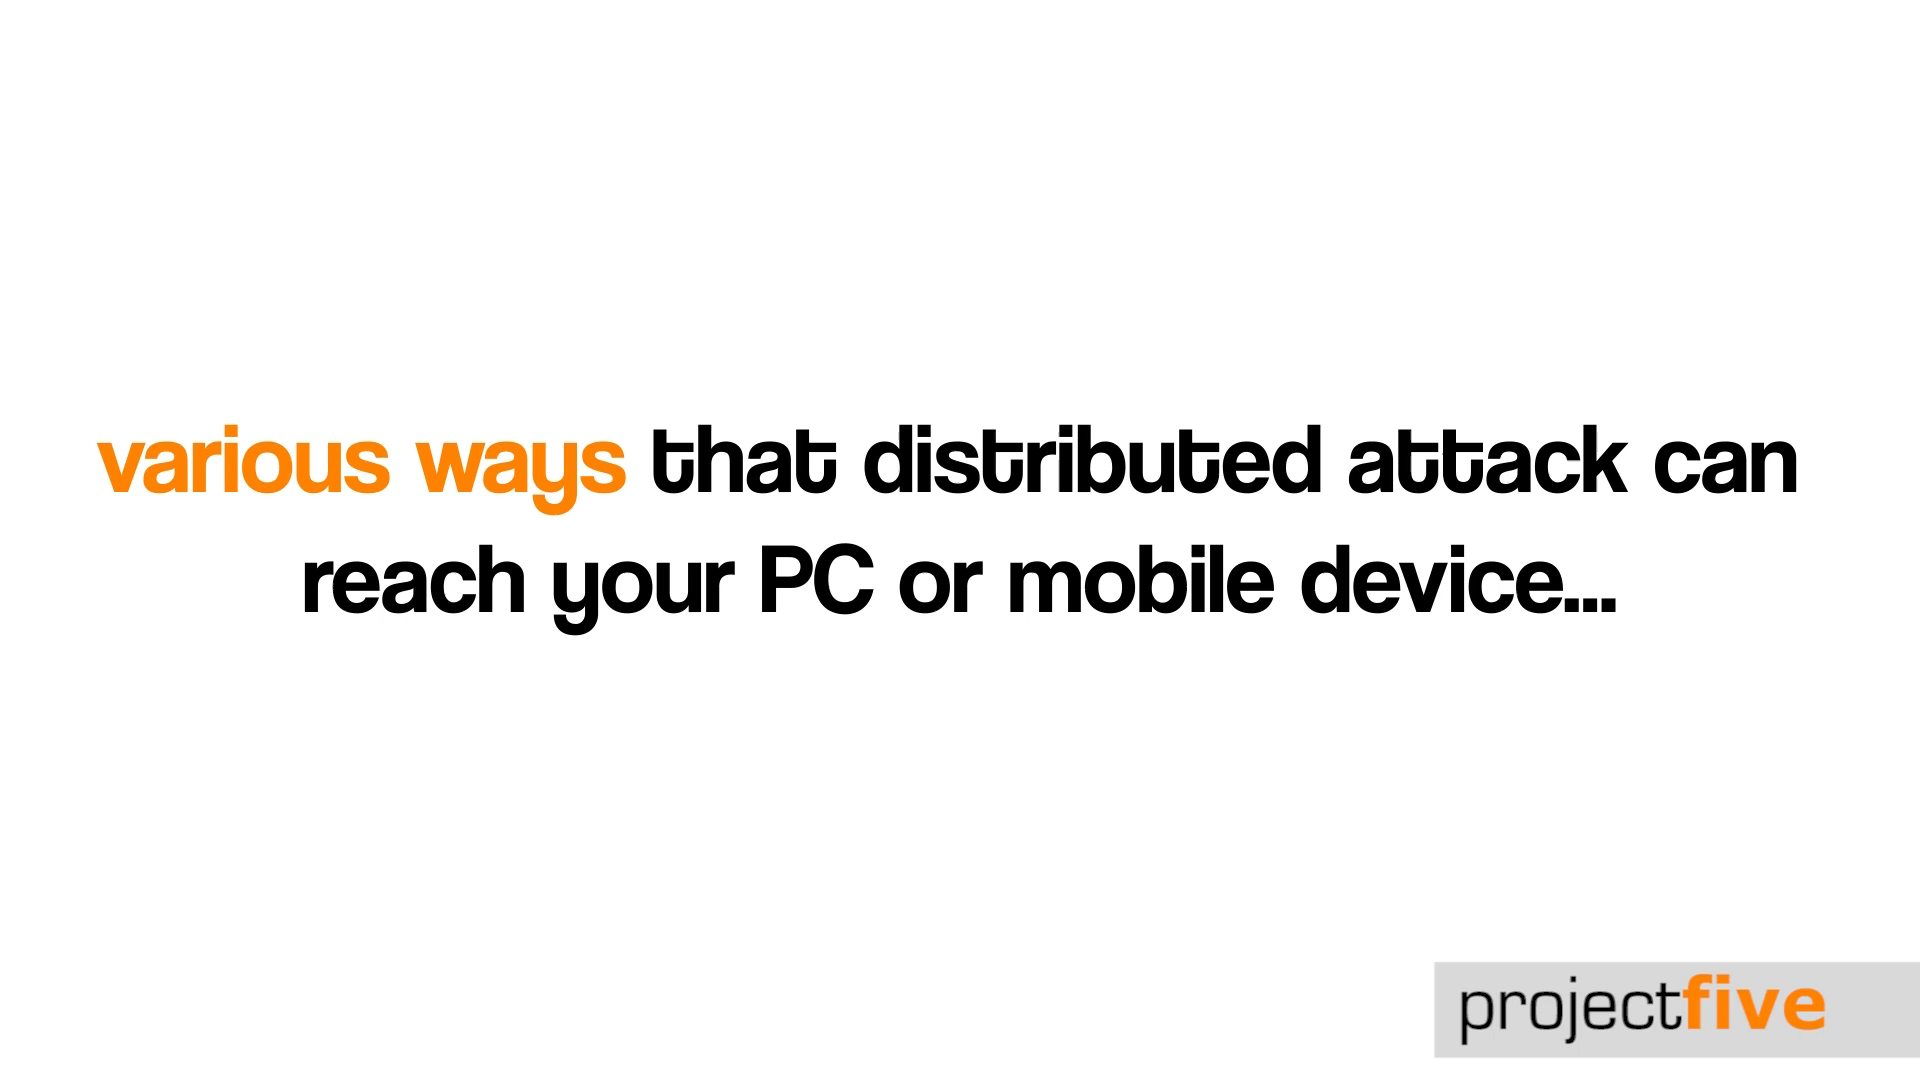 various ways that distributed attack can
reach your PC or mobile device...
projectfive